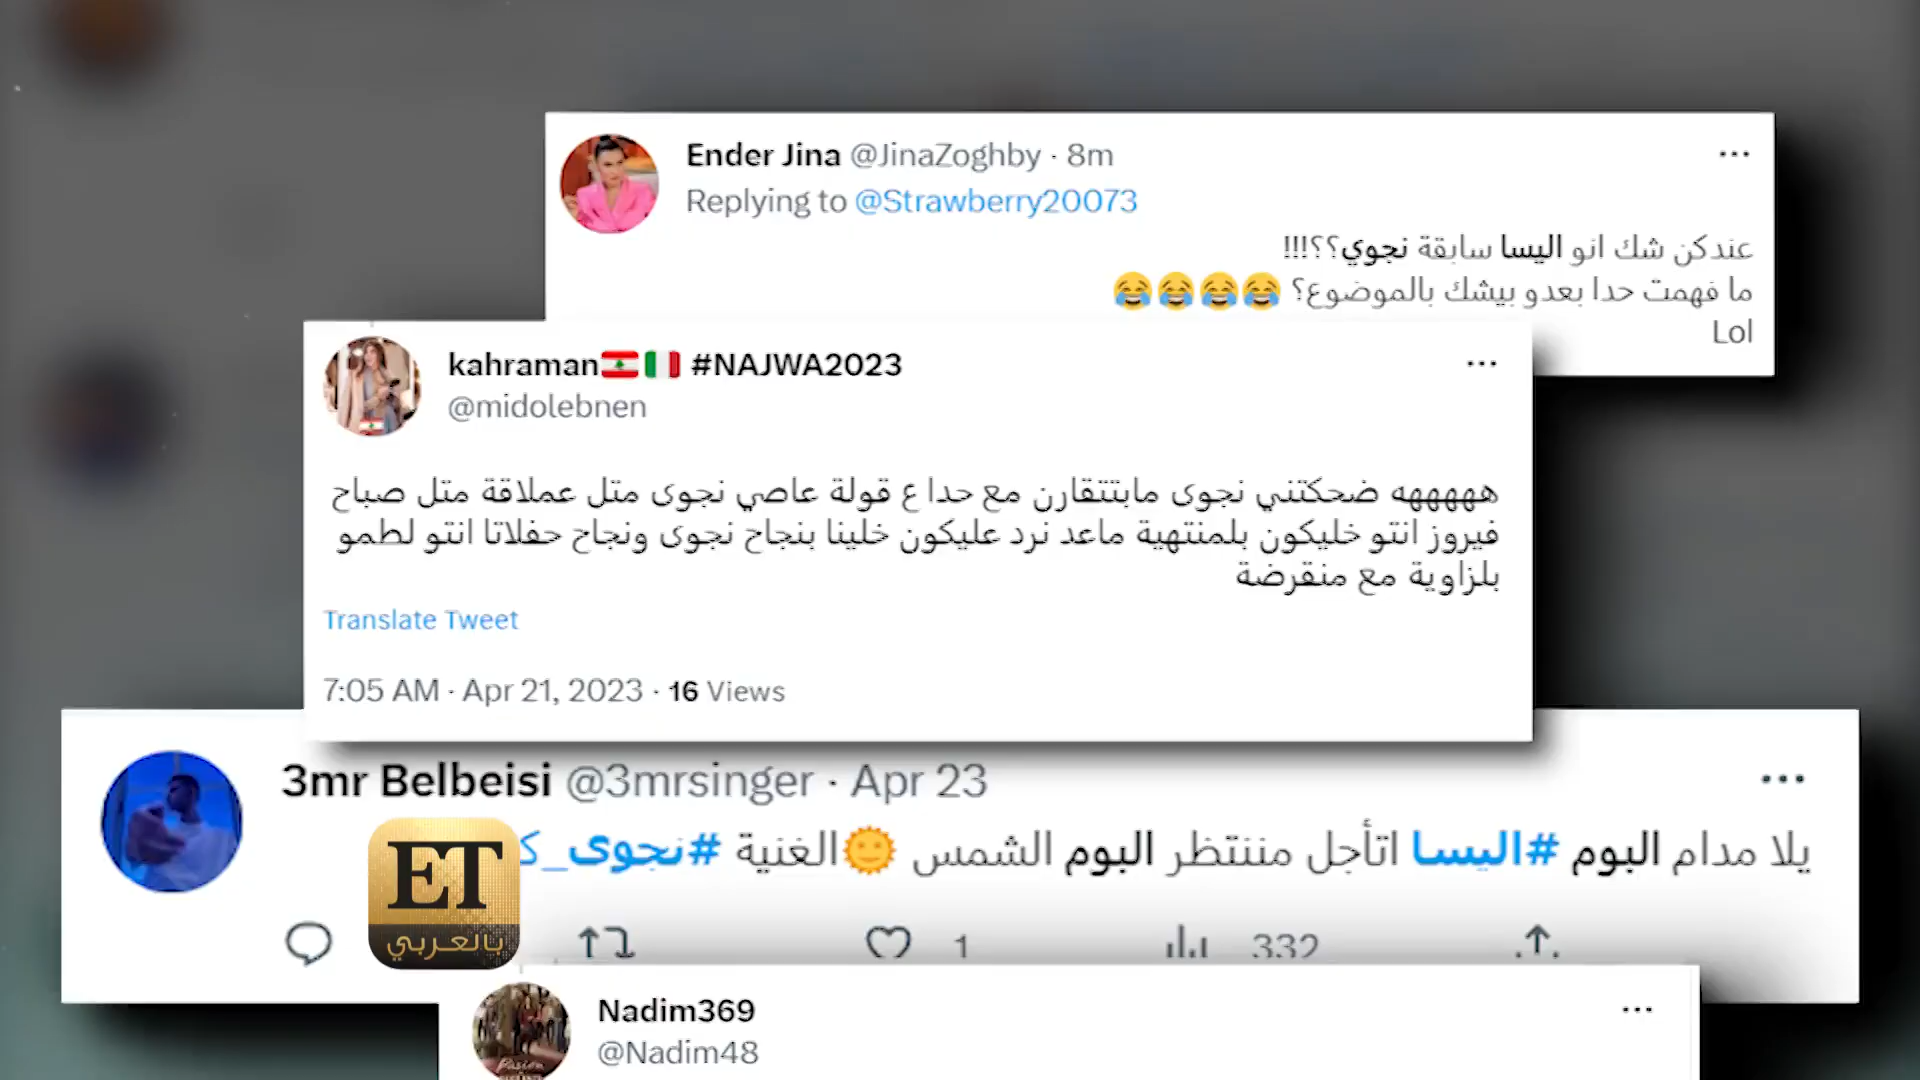 Ender Jina @JinaZoghby · 8m
Replying to @Strawberry20073
عندكن شك انو اليسا سابقة نجوي؟؟!!!
ما فهمت حدا بعدو بيشك بالموضوع؟ 😂😂😂😂
Lol
kahraman🇱🇧🇮🇹 #NAJWA2023
@midolebnen
هههههه ضحكتني نجوى مابتتقارن مع حدا ع قولة عاصي نجوى متل عملاقة متل صباح
فيروز انتو خليكون بلمنتهية ماعد نرد عليكون خلينا بنجاح نجوى ونجاح حفلاتا انتو لطمو
بلزاوية مع منقرضة
Translate Tweet
7:05 AM · Apr 21, 2023 · 16 Views
3mr Belbeisi @3mrsinger · Apr 23
يلا مدام البوم #اليسا اتأجل مننتظر البوم الشمس 🌞الغنية #نجوى_ك
1 332
ET
بالعربي
Nadim369
@Nadim48